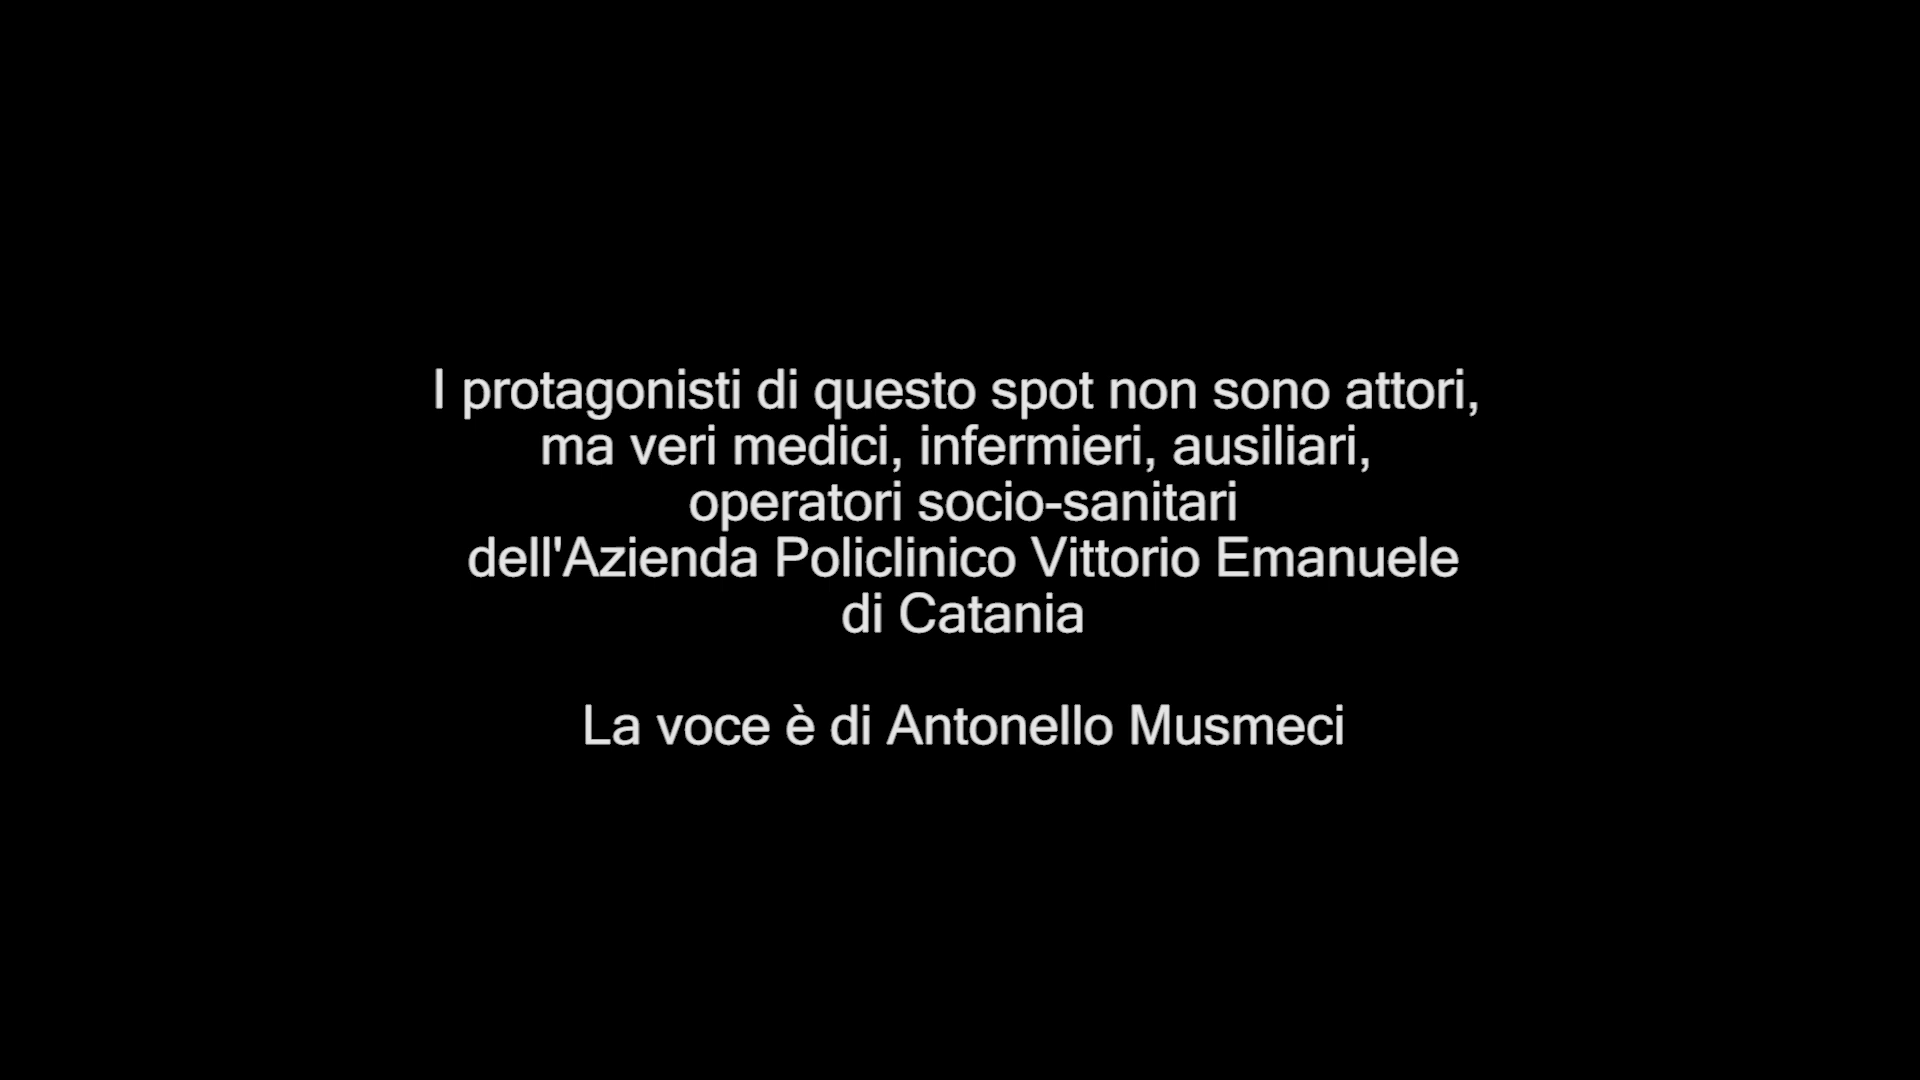 I protagonisti di questo spot non sono attori,
ma veri medici, infermieri, ausiliari,
operatori socio-sanitari
dell'Azienda Policlinico Vittorio Emanuele
di Catania
La voce è di Antonello Musmeci